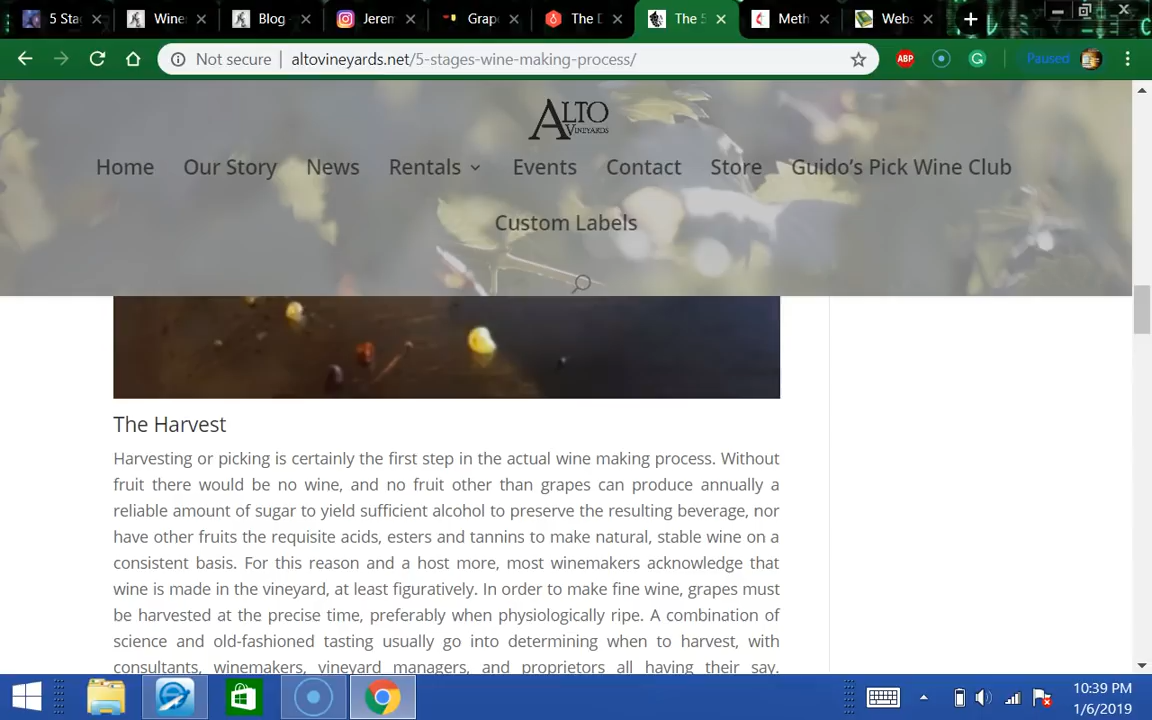 5 Sta
Wine
Blog
Jerem
Grap
The D
The 5
Meth
Webs
Not secure
altovineyards.net/5-stages-wine-making-process/
ABP
Paused
ALTO
VINEYARDS
Home Our Story News Rentals Events Contact Store Guido's Pick Wine Club
Custom Labels
The Harvest
Harvesting or picking is certainly the first step in the actual wine making process. Without
fruit there would be no wine, and no fruit other than grapes can produce annually a
reliable amount of sugar to yield sufficient alcohol to preserve the resulting beverage, nor
have other fruits the requisite acids, esters and tannins to make natural, stable wine on a
consistent basis. For this reason and a host more, most winemakers acknowledge that
wine is made in the vineyard, at least figuratively. In order to make fine wine, grapes must
be harvested at the precise time, preferably when physiologically ripe. A combination of
science and old-fashioned tasting usually go into determining when to harvest, with
consultants, winemakers, vineyard managers, and proprietors all having their say.
10:39 PM
1/6/2019